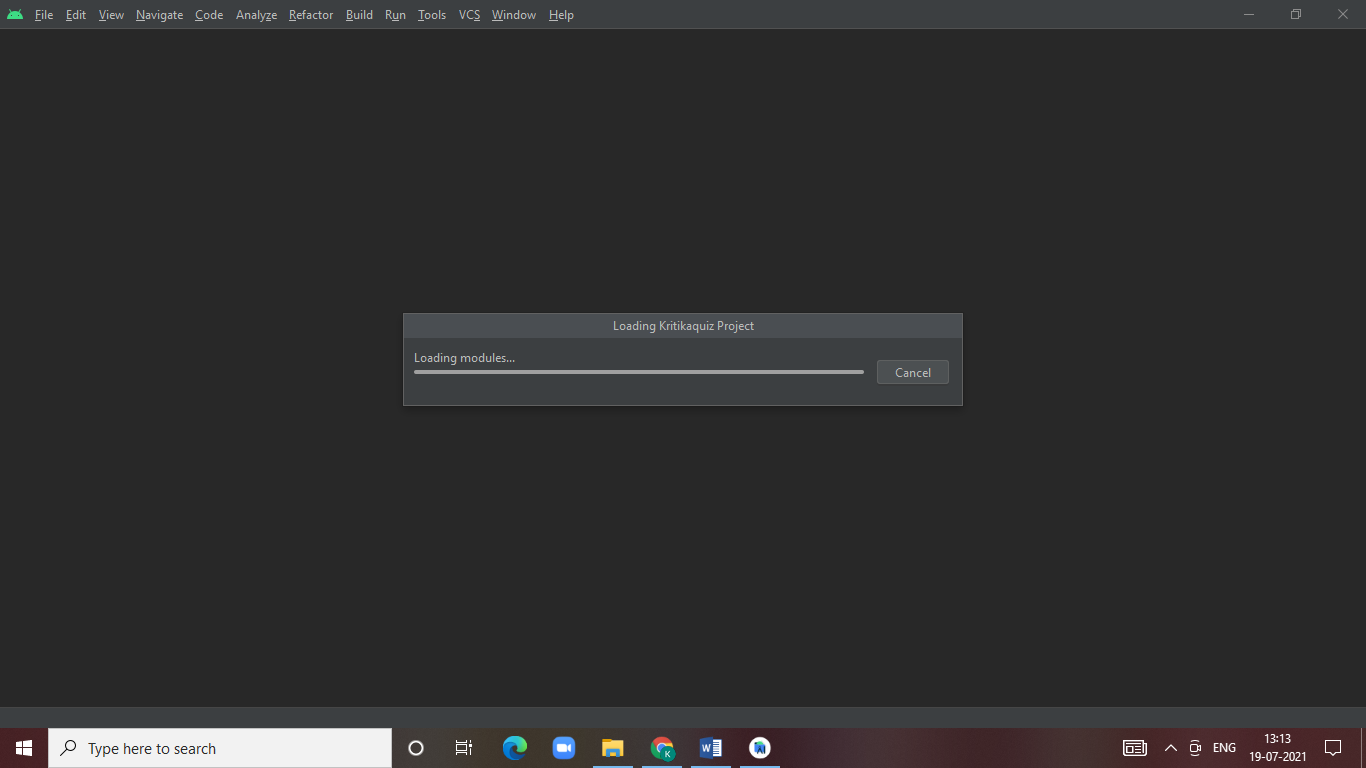 File Edit View Navigate Code Analyze Refactor Build Run Tools VCS Window Help
Loading Kritikaquiz Project
Loading modules...
Cancel
Type here to search
K
W
ENG
13:13
19-07-2021